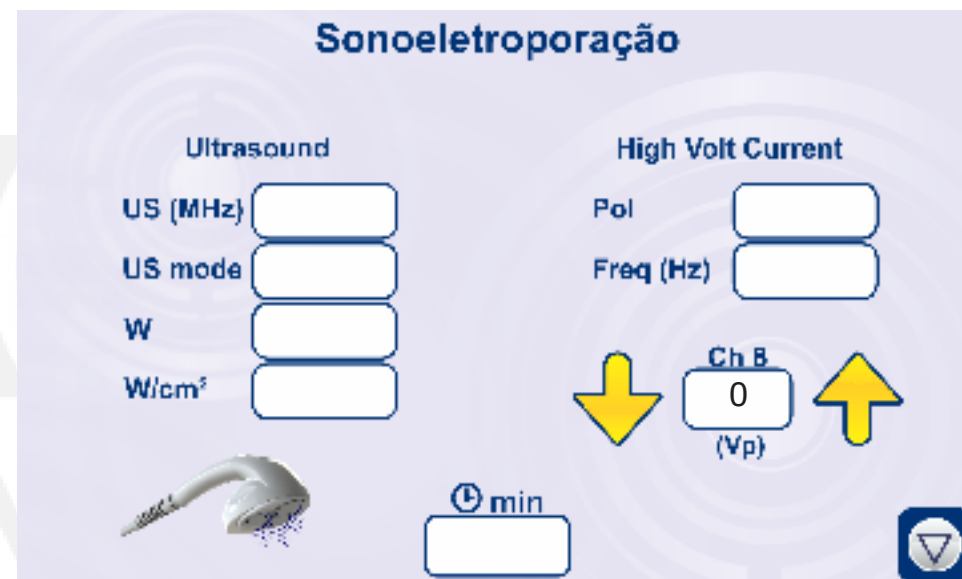 Sonoeletroporação
Ultrasound
US (MHz)
US mode
W
W/cm²
High Volt Current
Pol
Freq (Hz)
Ch B
0
(Vp)
min